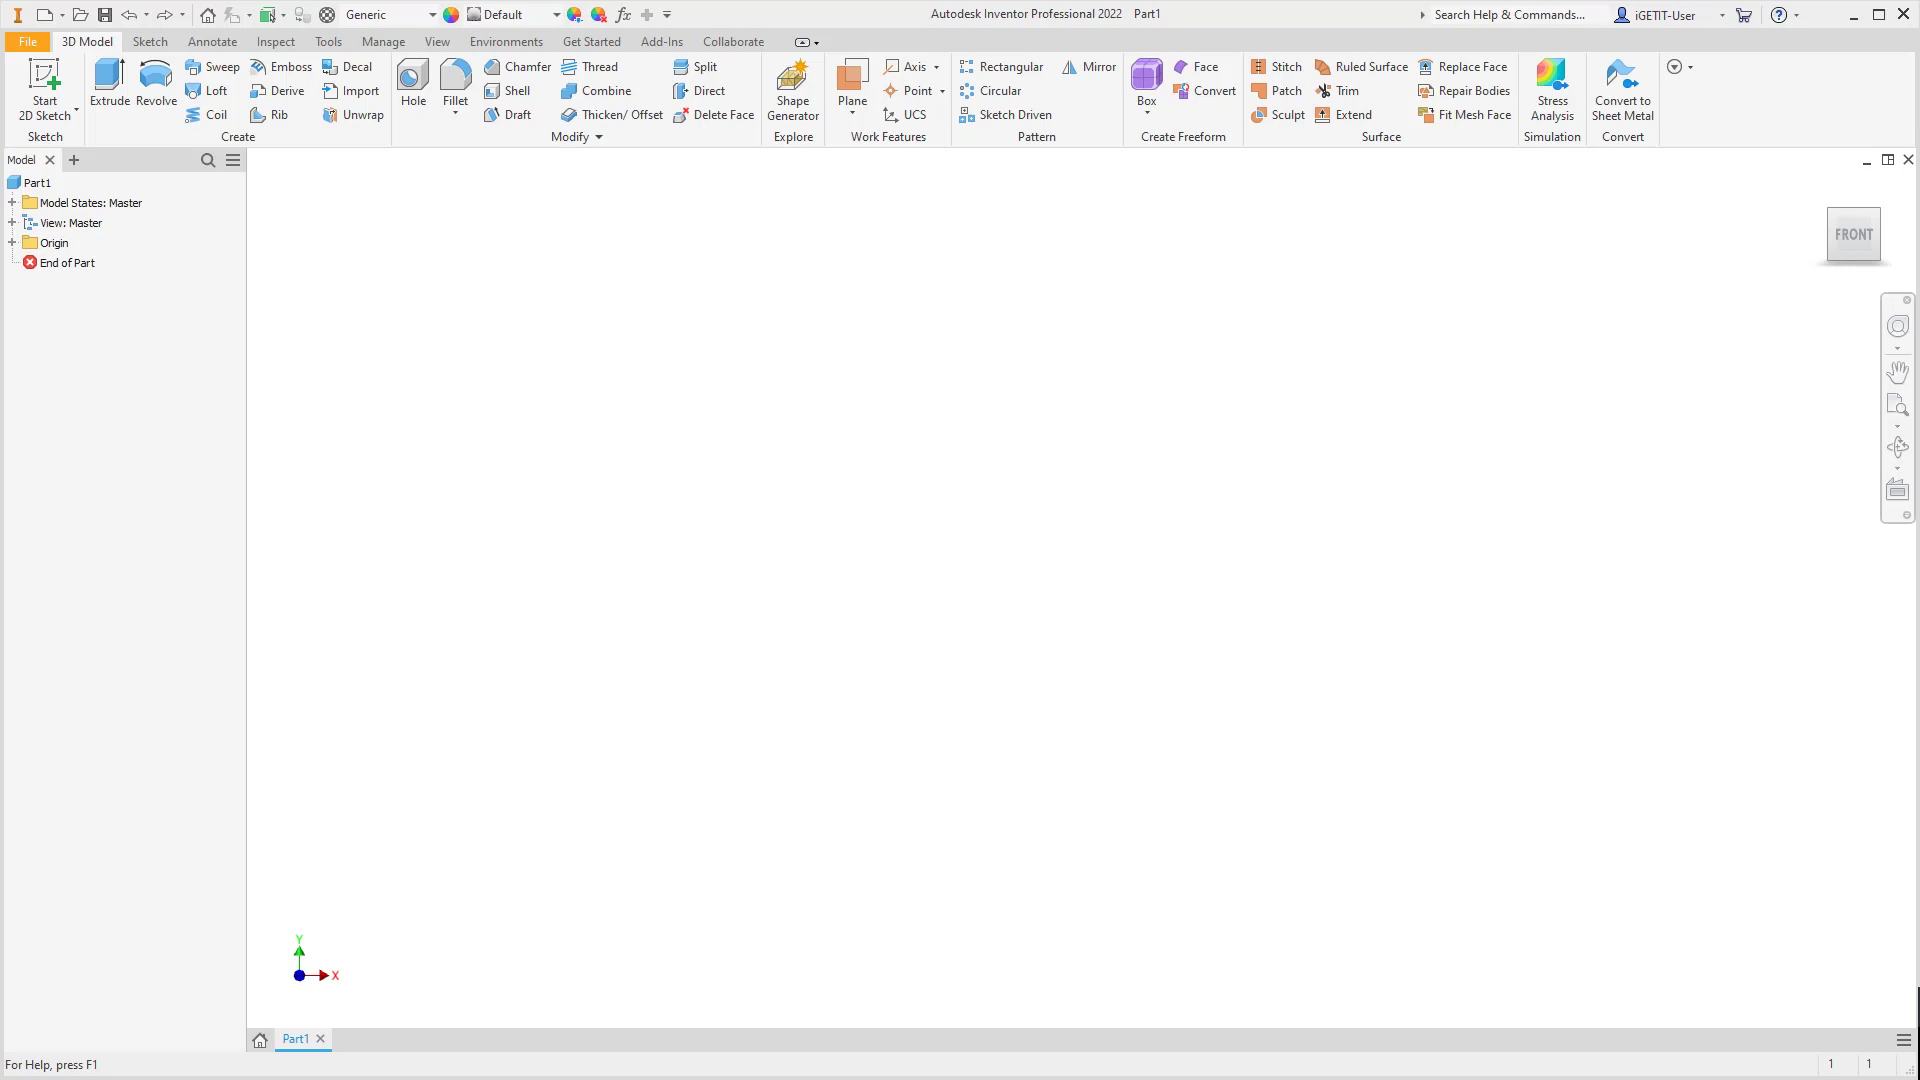 Generic
Default
Autodesk Inventor Professional 2022 Part1
Search Help & Commands...
iGETIT-User
File 3D Model Sketch Annotate Inspect Tools Manage View Environments Get Started Add-Ins Collaborate
Start
2D Sketch
Sketch
Extrude
Revolve
Sweep
Loft
Coil
Emboss
Derive
Rib
Decal
Import
Unwrap
Create
Hole
Fillet
Chamfer
Shell
Draft
Thread
Combine
Thicken/ Offset
Split
Direct
Delete Face
Modify
Shape
Generator
Explore
Plane
Axis
Point
UCS
Work Features
Rectangular
Circular
Sketch Driven
Mirror
Pattern
Box
Face
Convert
Create Freeform
Stitch
Patch
Sculpt
Ruled Surface
Trim
Extend
Replace Face
Repair Bodies
Fit Mesh Face
Surface
Stress
Analysis
Simulation
Convert to
Sheet Metal
Convert
Model
Part1
Model States: Master
View: Master
Origin
End of Part
FRONT
Y
X
Part1
For Help, press F1
1 1